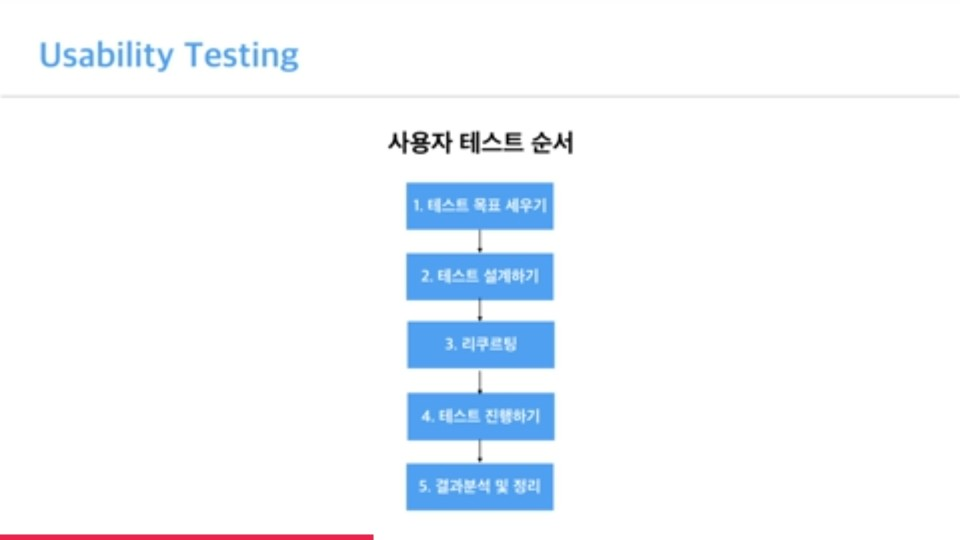 Usability Testing
사용자 테스트 순서
1. 테스트 목표 세우기
2. 테스트 설계하기
3. 리쿠르팅
4. 테스트 진행하기
5. 결과분석 및 정리